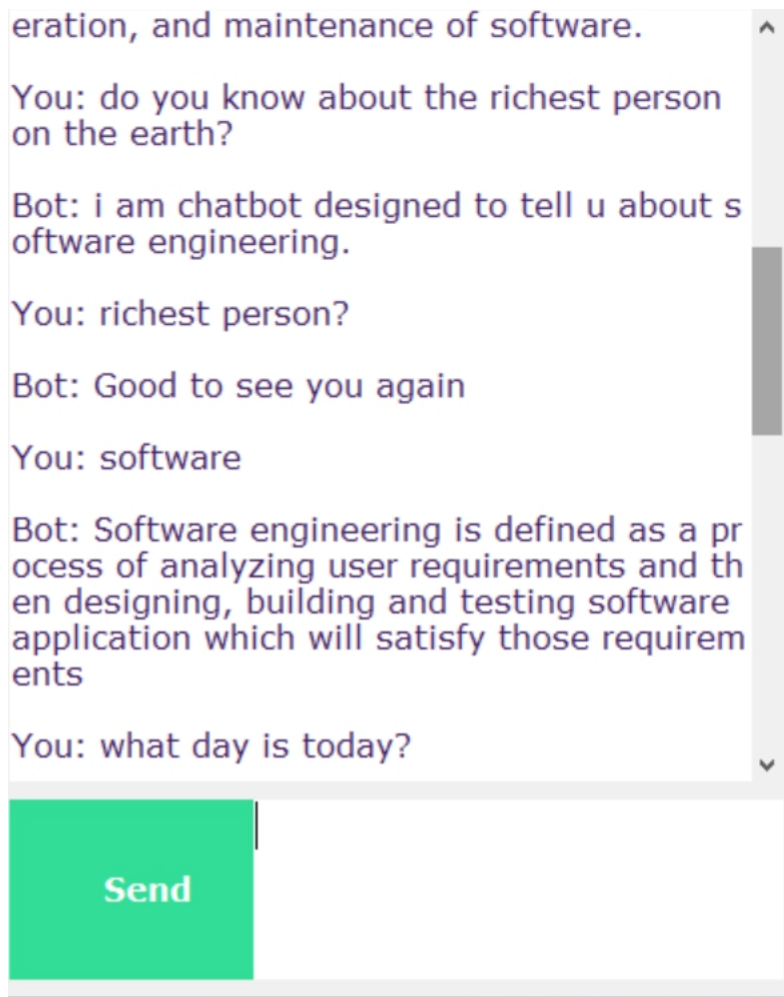 eration, and maintenance of software.
You: do you know about the richest person
on the earth?
Bot: i am chatbot designed to tell u about s
oftware engineering.
You: richest person?
Bot: Good to see you again
You: software
Bot: Software engineering is defined as a pr
ocess of analyzing user requirements and th
en designing, building and testing software
application which will satisfy those requirem
ents
You: what day is today?
Send